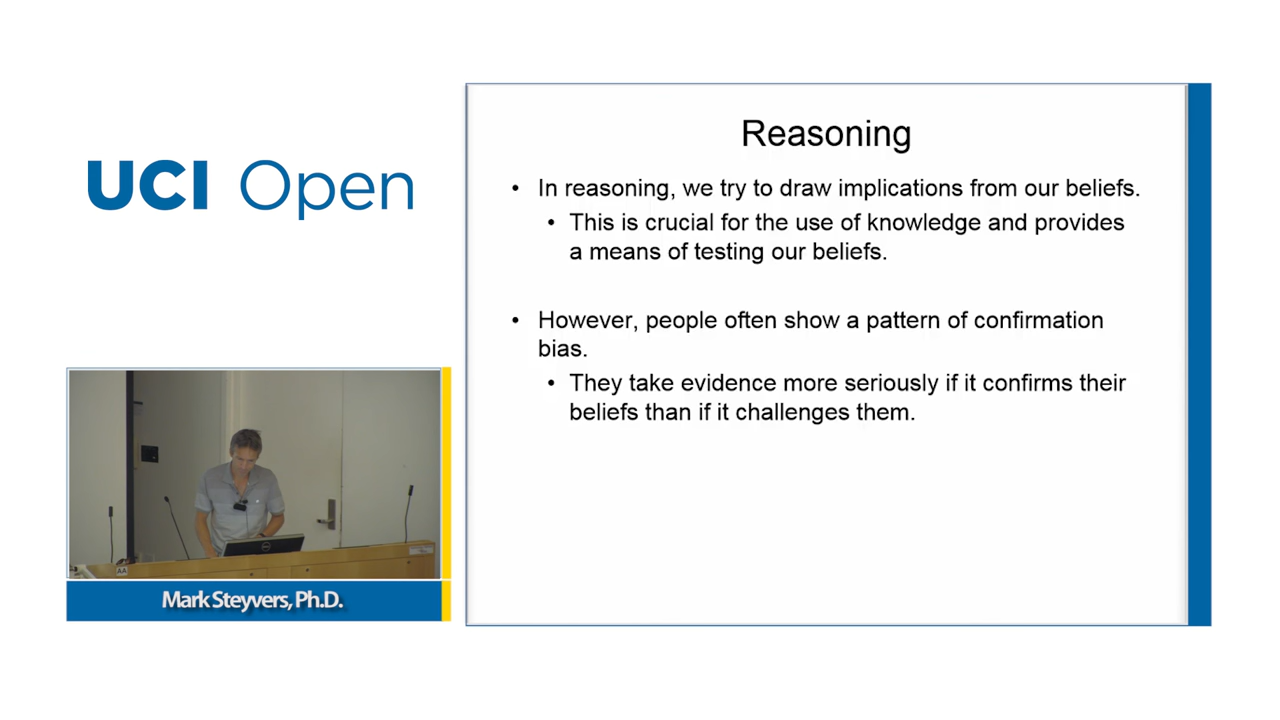 UCI Open
Reasoning
• In reasoning, we try to draw implications from our beliefs.
• This is crucial for the use of knowledge and provides
a means of testing our beliefs.
• However, people often show a pattern of confirmation
bias.
• They take evidence more seriously if it confirms their
beliefs than if it challenges them.
AA
Mark Steyvers, Ph.D.